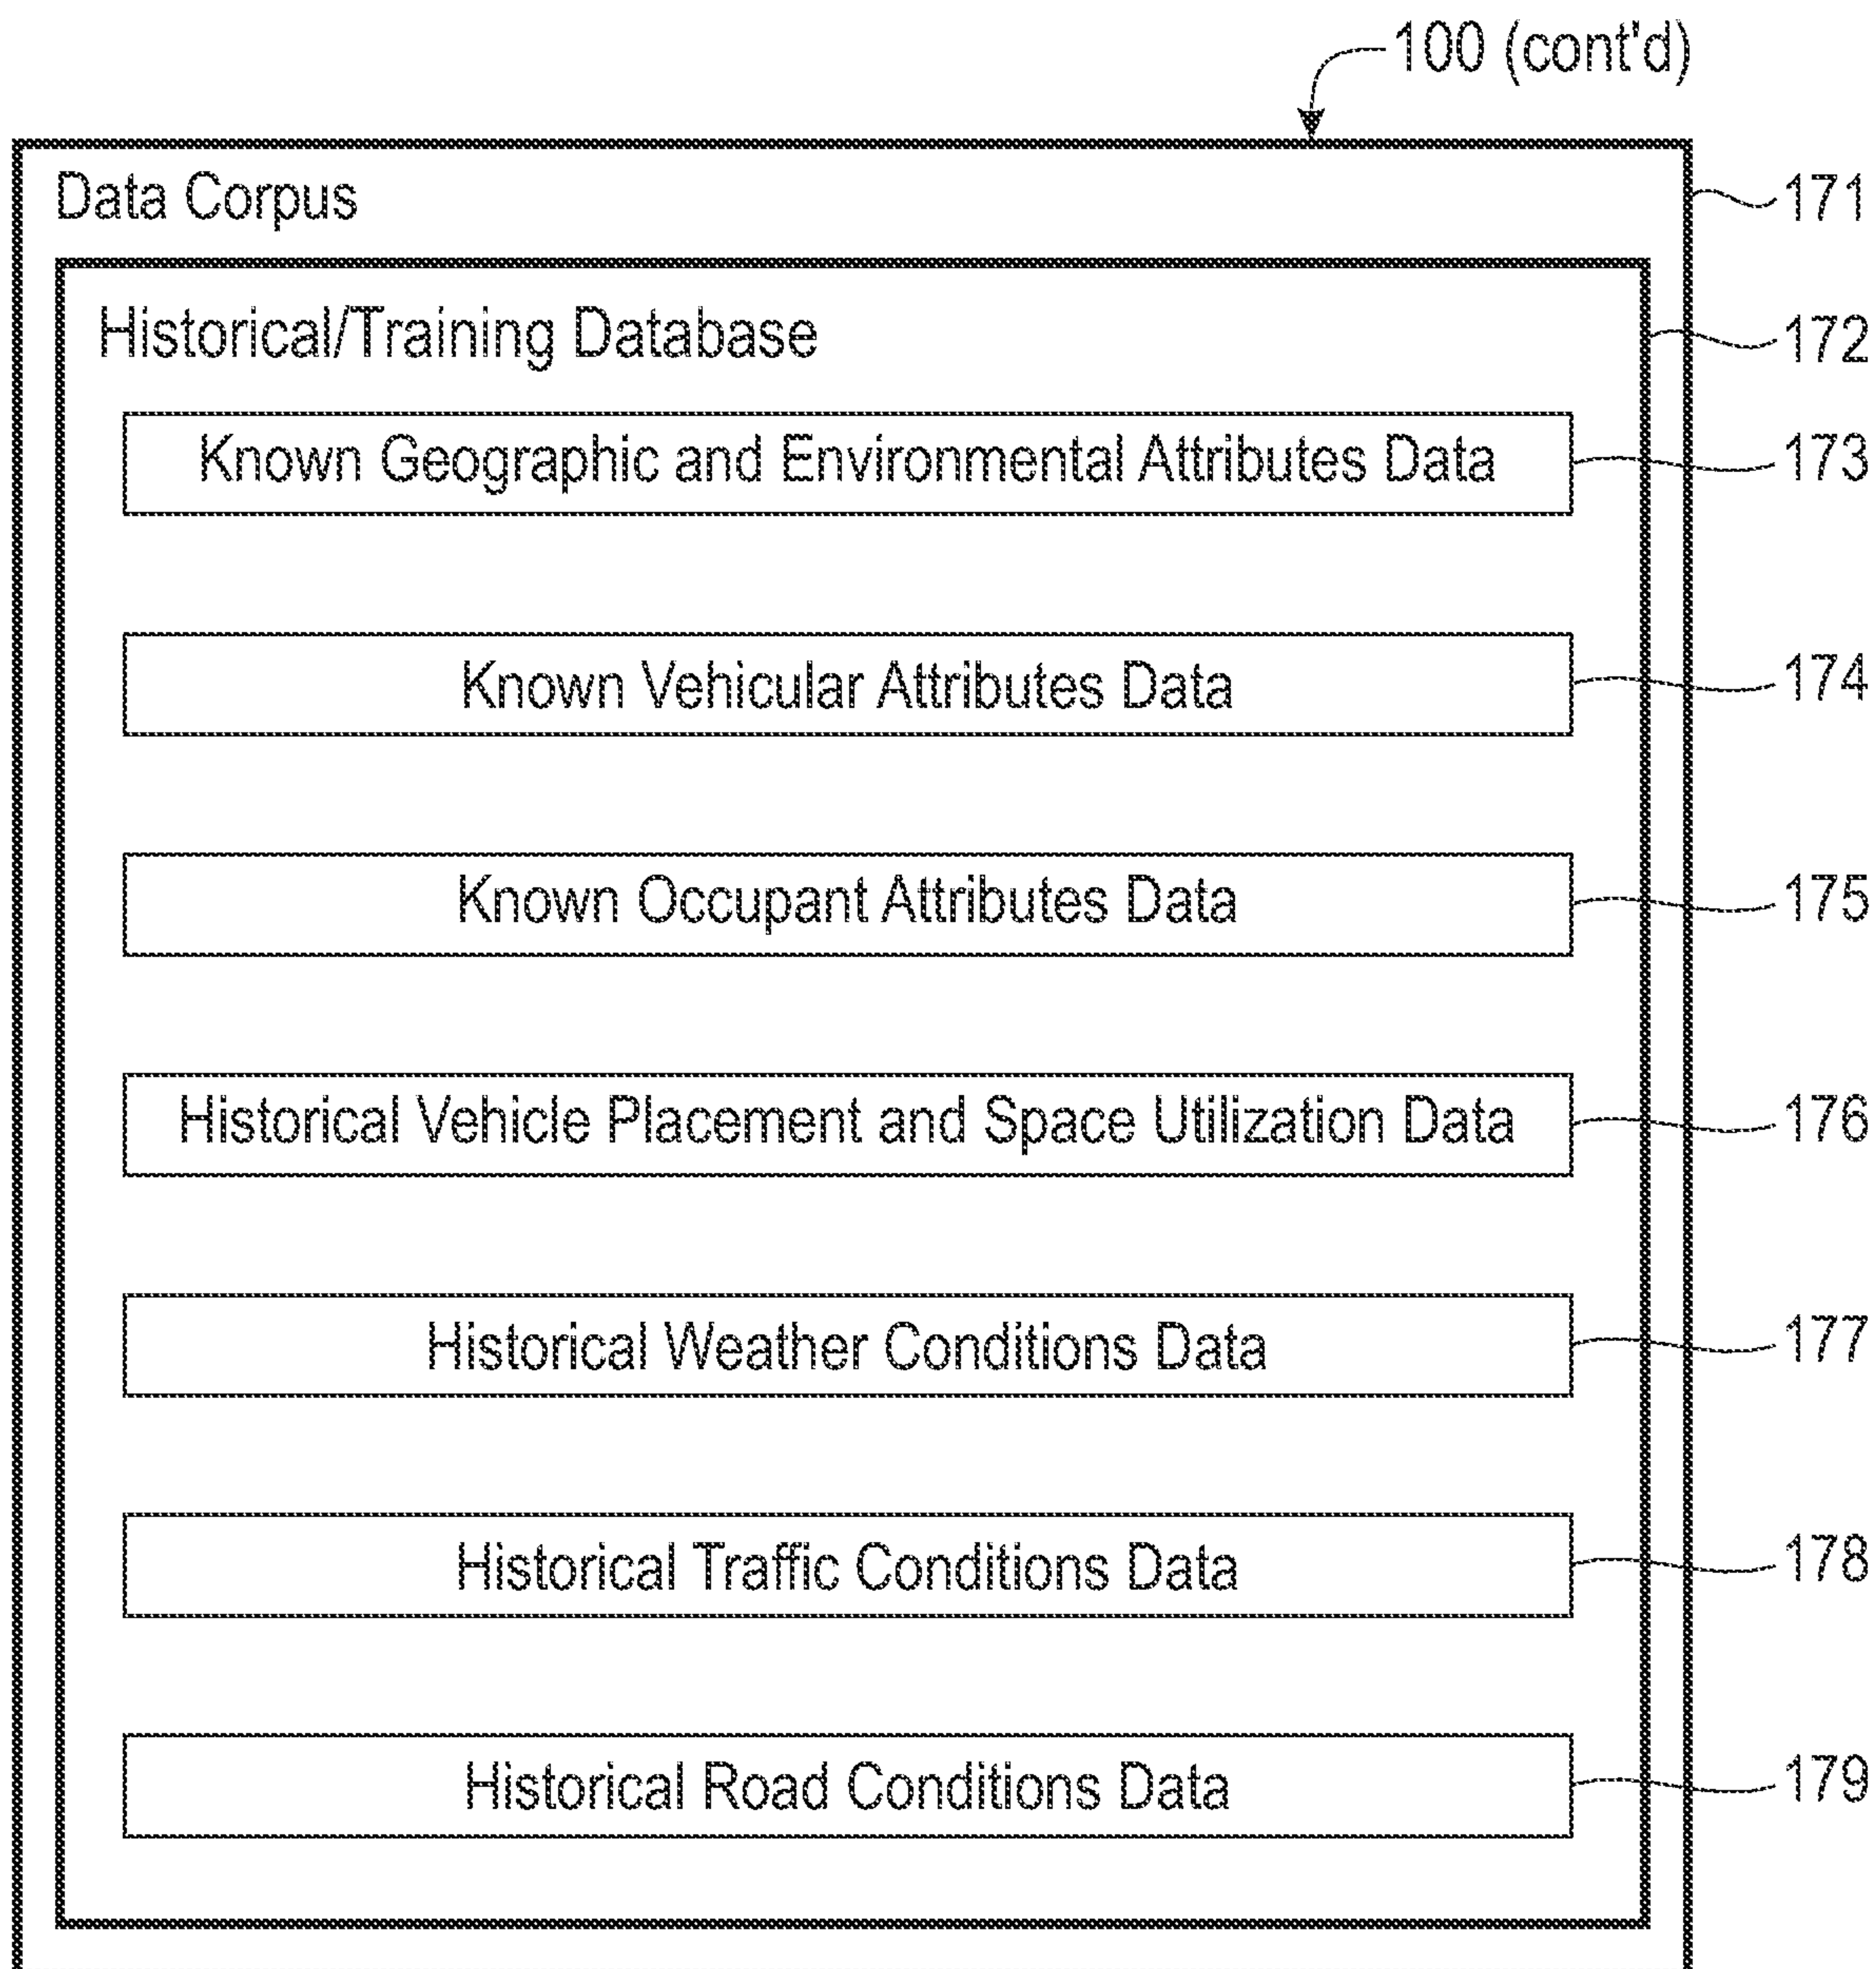 100 (cont'd)
Data Corpus
171
Historical/Training Database
172
Known Geographic and Environmental Attributes Data
173
Known Vehicular Attributes Data
174
Known Occupant Attributes Data
175
Historical Vehicle Placement and Space Utilization Data
176
Historical Weather Conditions Data
177
Historical Traffic Conditions Data
178
Historical Road Conditions Data
179